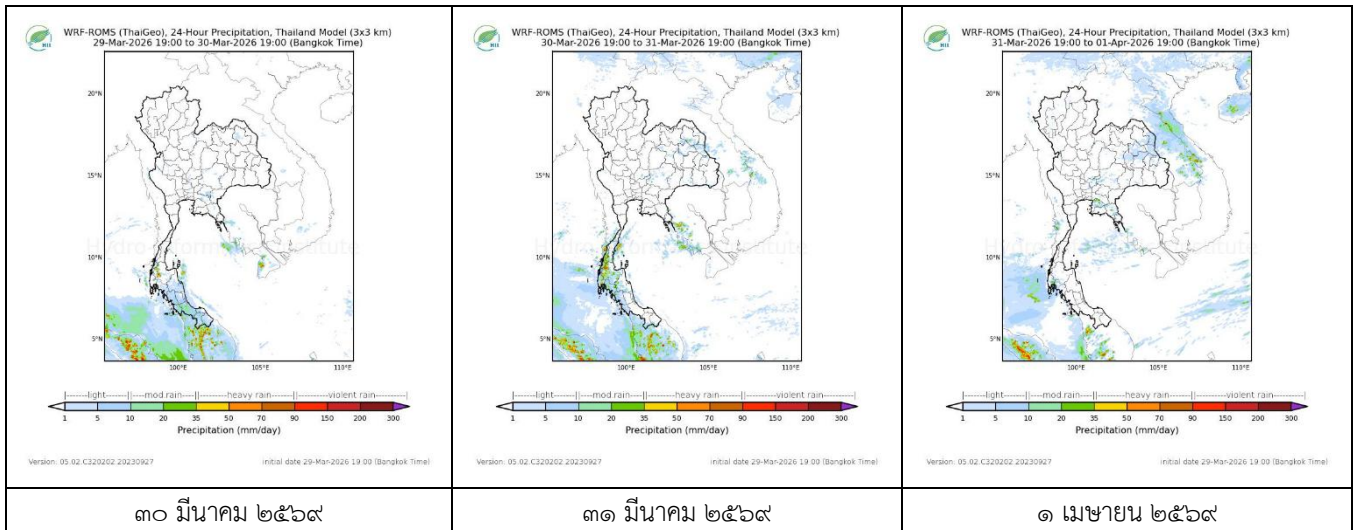 WRF-ROMS (ThaiGeo), 24-Hour Precipitation, Thailand Model (3x3 km)
29-Mar-2026 19:00 to 30-Mar-2026 19:00 (Bangkok Time)
HII
20°N
15°N
10°N
5°N
100°E 105°E 110°E
Hydro Informatics Institute
|------light------||---mod.rain---||------heavy rain------||------violent rain------|
1 5 10 20 35 50 70 90 150 200 300
Precipitation (mm/day)
Version: 05.02.C320202.20230927 initial date 29-Mar-2026 19:00 (Bangkok Time)
๓๐ มีนาคม ๒๕๖๙
WRF-ROMS (ThaiGeo), 24-Hour Precipitation, Thailand Model (3x3 km)
30-Mar-2026 19:00 to 31-Mar-2026 19:00 (Bangkok Time)
HII
20°N
15°N
10°N
5°N
100°E 105°E 110°E
Hydro Informatics Institute
|------light------||---mod.rain---||------heavy rain------||------violent rain------|
1 5 10 20 35 50 70 90 150 200 300
Precipitation (mm/day)
Version: 05.02.C320202.20230927 initial date 29-Mar-2026 19:00 (Bangkok Time)
๓๑ มีนาคม ๒๕๖๙
WRF-ROMS (ThaiGeo), 24-Hour Precipitation, Thailand Model (3x3 km)
31-Mar-2026 19:00 to 01-Apr-2026 19:00 (Bangkok Time)
HII
20°N
15°N
10°N
5°N
100°E 105°E 110°E
Hydro Informatics Institute
|------light------||---mod.rain---||------heavy rain------||------violent rain------|
1 5 10 20 35 50 70 90 150 200 300
Precipitation (mm/day)
Version: 05.02.C320202.20230927 initial date 29-Mar-2026 19:00 (Bangkok Time)
๑ เมษายน ๒๕๖๙